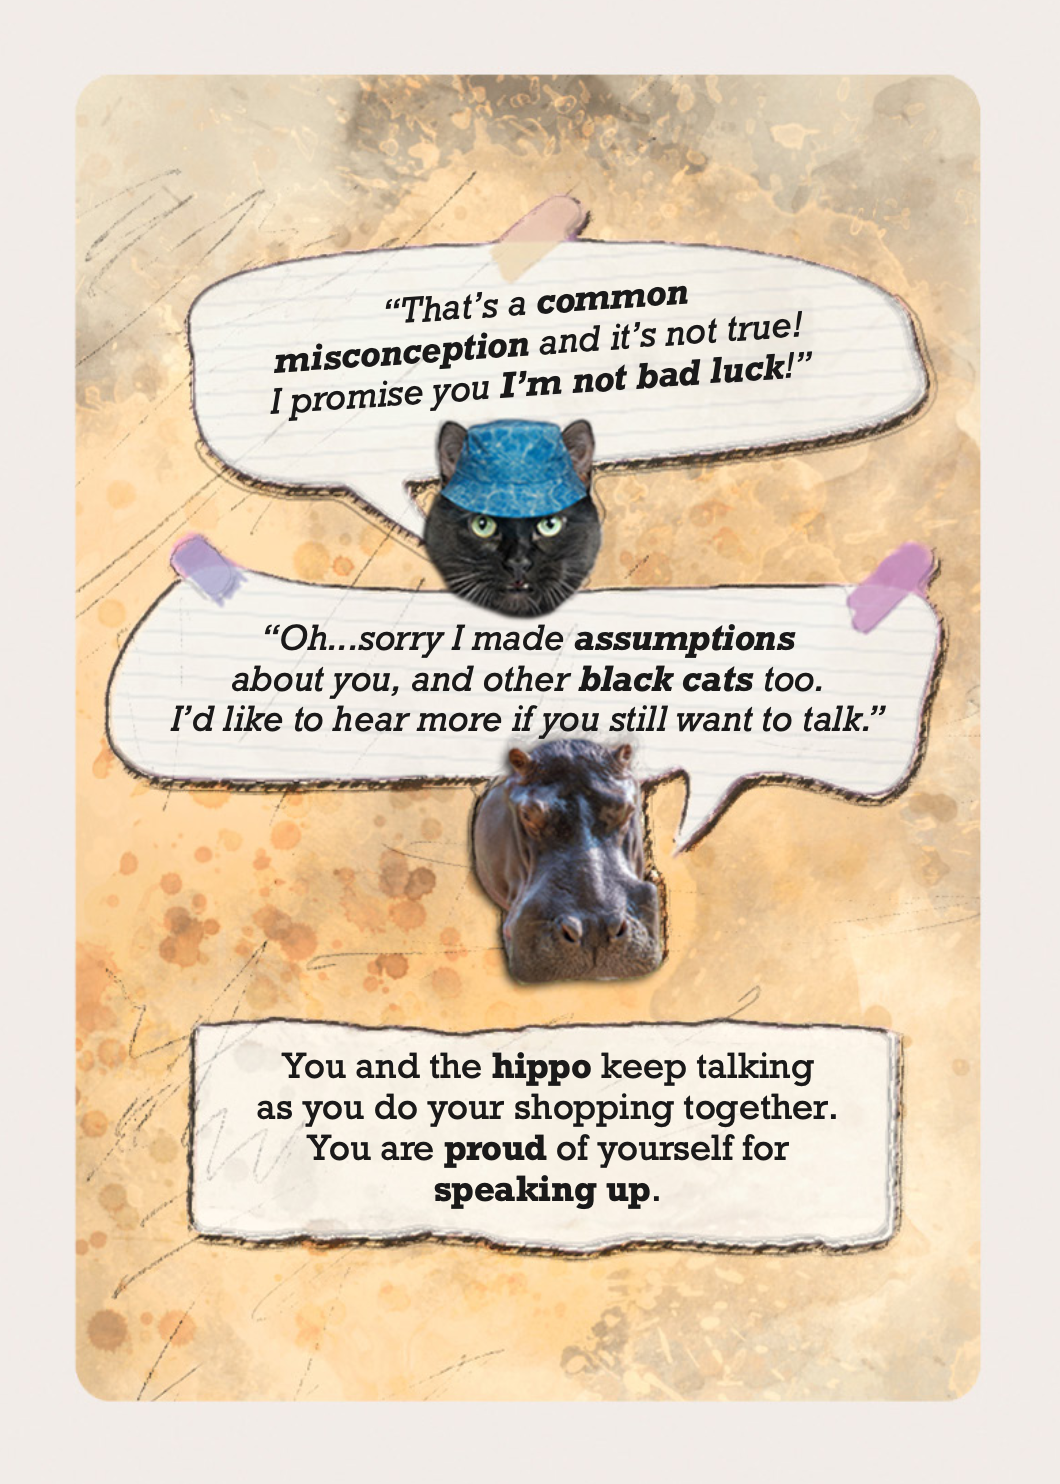 “That’s a common
misconception and it’s not true!
I promise you I’m not bad luck!”
“Oh...sorry I made assumptions
about you, and other black cats too.
I’d like to hear more if you still want to talk.”
You and the hippo keep talking
as you do your shopping together.
You are proud of yourself for
speaking up.